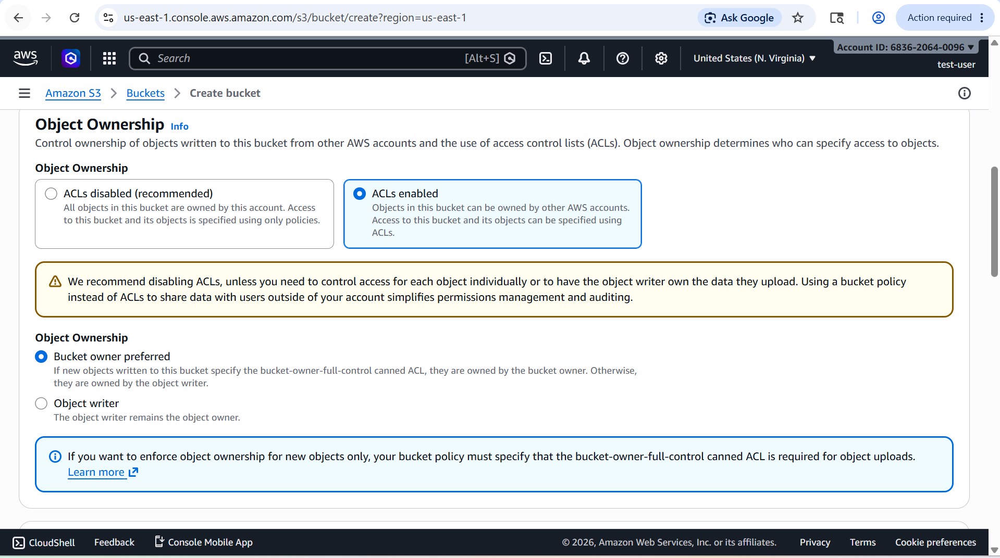 us-east-1.console.aws.amazon.com/s3/bucket/create?region=us-east-1
Ask Google
Action required
aws
Search
[Alt+S]
United States (N. Virginia)
Account ID: 6836-2064-0096
test-user
Amazon S3
Buckets
Create bucket
Object Ownership Info
Control ownership of objects written to this bucket from other AWS accounts and the use of access control lists (ACLs). Object ownership determines who can specify access to objects.
Object Ownership
ACLs disabled (recommended)
All objects in this bucket are owned by this account. Access
to this bucket and its objects is specified using only policies.
ACLs enabled
Objects in this bucket can be owned by other AWS accounts.
Access to this bucket and its objects can be specified using
ACLs.
We recommend disabling ACLs, unless you need to control access for each object individually or to have the object writer own the data they upload. Using a bucket policy
instead of ACLs to share data with users outside of your account simplifies permissions management and auditing.
Object Ownership
Bucket owner preferred
If new objects written to this bucket specify the bucket-owner-full-control canned ACL, they are owned by the bucket owner. Otherwise,
they are owned by the object writer.
Object writer
The object writer remains the object owner.
If you want to enforce object ownership for new objects only, your bucket policy must specify that the bucket-owner-full-control canned ACL is required for object uploads.
Learn more
CloudShell
Feedback
Console Mobile App
© 2026, Amazon Web Services, Inc. or its affiliates.
Privacy
Terms
Cookie preferences